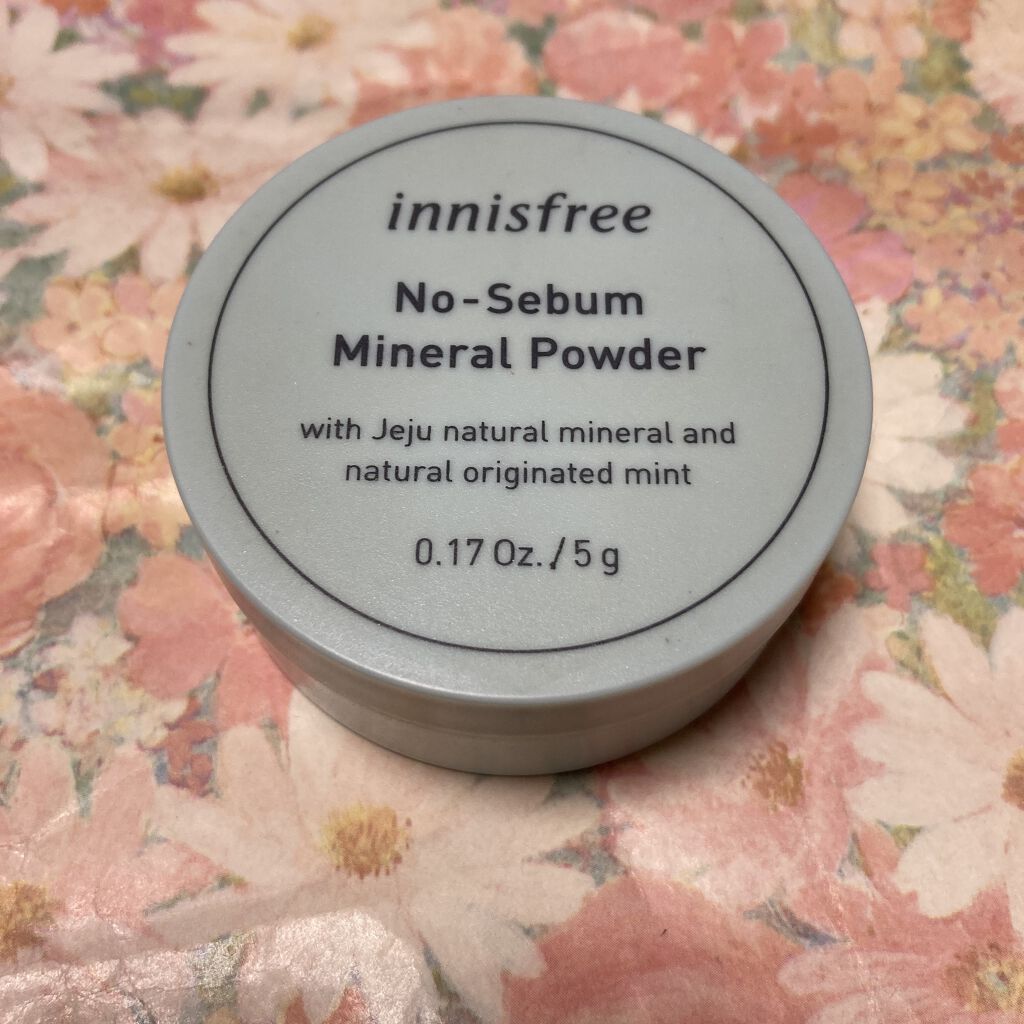 innisfree
No-Sebum
Mineral Powder
with Jeju natural mineral and
natural originated mint
0.17 Oz./5 g